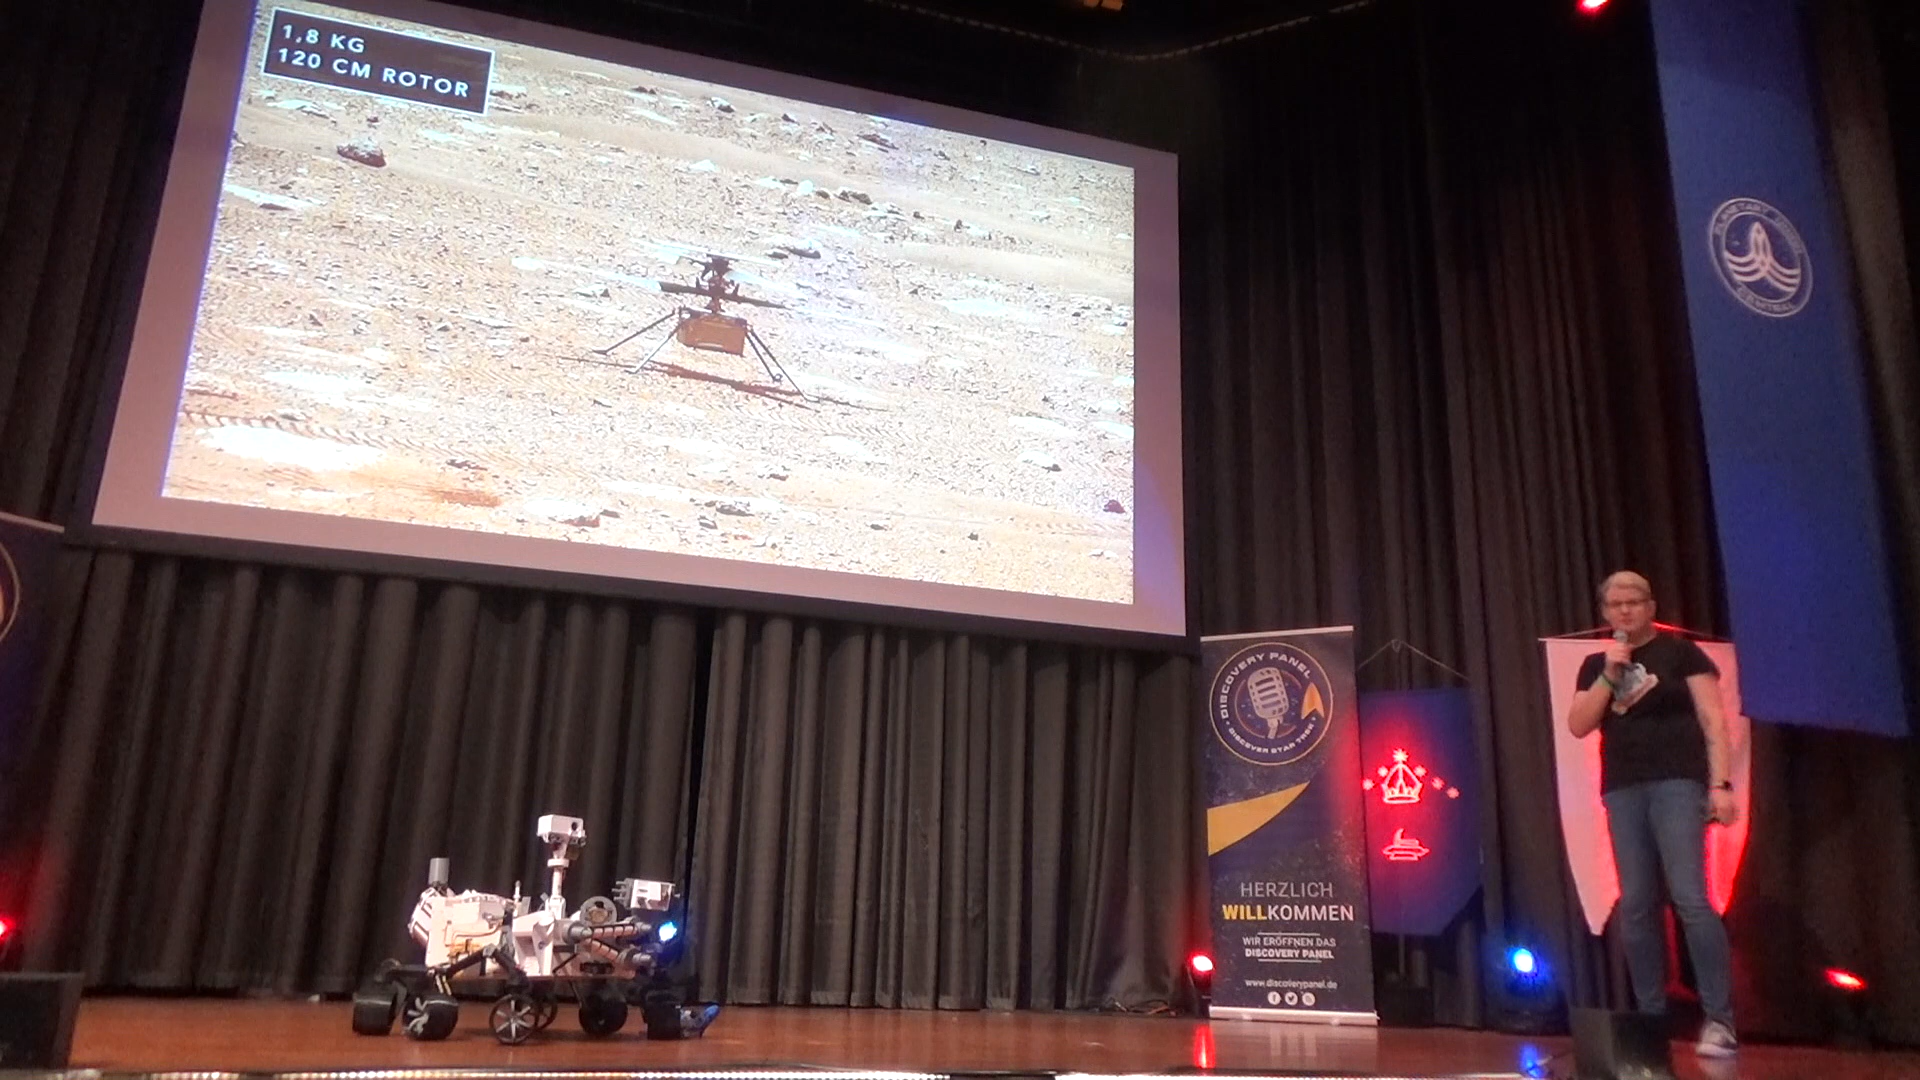 1,8 KG
120 CM ROTOR
DISCOVERY PANEL
DISCOVER STAR TREK
HERZLICH
WILLKOMMEN
WIR ERÖFFNEN DAS
DISCOVERY PANEL
www.discoverypanel.de